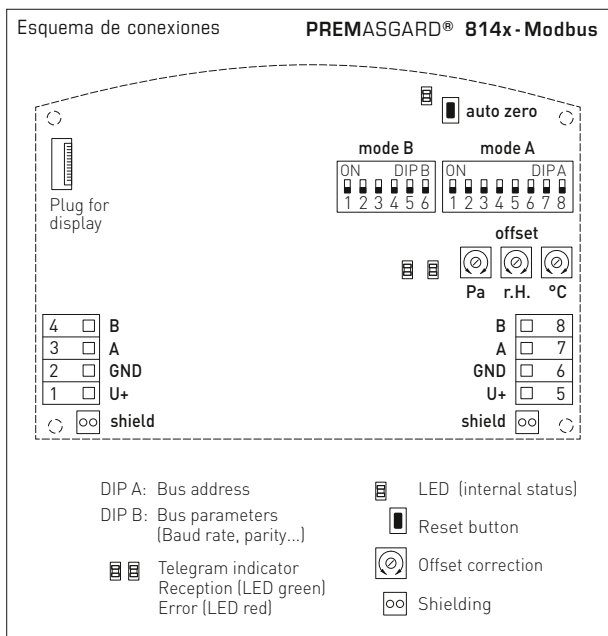 Esquema de conexiones PREMASGARD® 814x - Modbus
auto zero
mode B mode A
ON DIP B ON DIP A
1 2 3 4 5 6 1 2 3 4 5 6 7 8
Plug for
display
offset
Pa r.H. °C
4 B B 8
3 A A 7
2 GND GND 6
1 U+ U+ 5
shield shield
DIP A: Bus address
DIP B: Bus parameters
(Baud rate, parity...)
Telegram indicator
Reception (LED green)
Error (LED red)
LED (internal status)
Reset button
Offset correction
Shielding